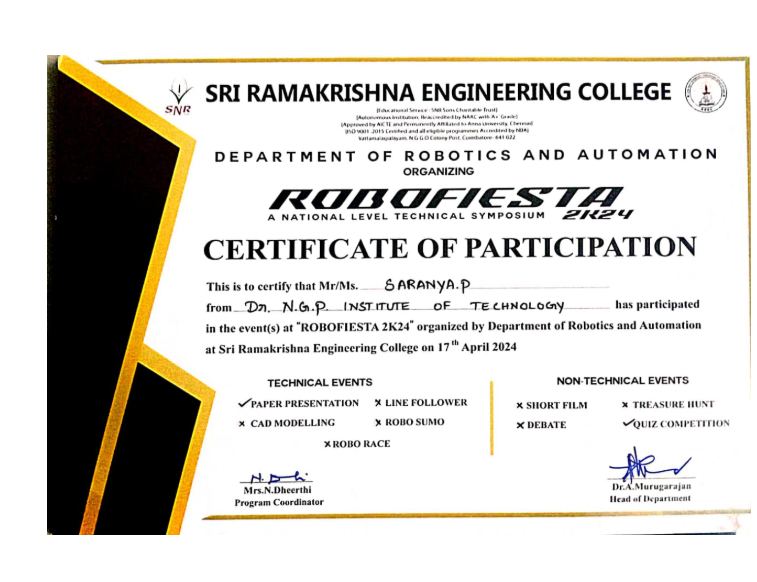 SRI RAMAKRISHNA ENGINEERING COLLEGE
SNR
[Educational Service : SNR Sons Charitable Trust]
[Autonomous Institution, Reaccredited by NAAC with A+ Grade]
[Approved by AICTE and Permanently Affiliated to Anna University, Chennai]
[ISO 9001:2015 Certified and all eligible programmes Accredited by NBA]
Vattamalaipalayam, N.G.G.O Colony Post, Coimbatore - 641 022
DEPARTMENT OF ROBOTICS AND AUTOMATION
ORGANIZING
ROBOFIESTA
A NATIONAL LEVEL TECHNICAL SYMPOSIUM 2K24
CERTIFICATE OF PARTICIPATION
This is to certify that Mr/Ms. SARANYA.P
from Dr. N.G.P. INSTITUTE OF TECHNOLOGY has participated
in the event(s) at "ROBOFIESTA 2K24" organized by Department of Robotics and Automation
at Sri Ramakrishna Engineering College on 17th April 2024
TECHNICAL EVENTS
✓PAPER PRESENTATION × LINE FOLLOWER
× CAD MODELLING × ROBO SUMO
× ROBO RACE
NON-TECHNICAL EVENTS
× SHORT FILM × TREASURE HUNT
× DEBATE ✓QUIZ COMPETITION
Mrs.N.Dheerthi
Program Coordinator
Dr.A.Murugarajan
Head of Department